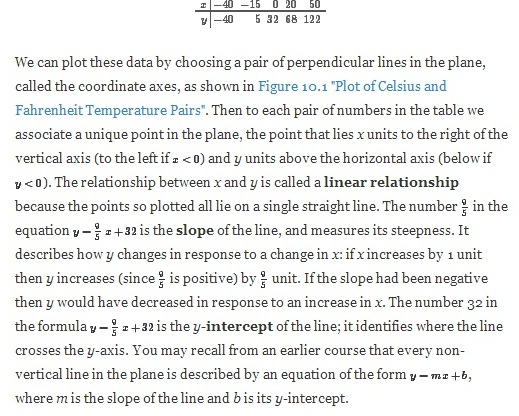 x -40 -15 0 20 50
y -40 5 32 68 122
We can plot these data by choosing a pair of perpendicular lines in the plane,
called the coordinate axes, as shown in Figure 10.1 "Plot of Celsius and
Fahrenheit Temperature Pairs". Then to each pair of numbers in the table we
associate a unique point in the plane, the point that lies x units to the right of the
vertical axis (to the left if x < 0) and y units above the horizontal axis (below if
y < 0). The relationship between x and y is called a linear relationship
because the points so plotted all lie on a single straight line. The number 9/5 in the
equation y = 9/5 x + 32 is the slope of the line, and measures its steepness. It
describes how y changes in response to a change in x: if x increases by 1 unit
then y increases (since 9/5 is positive) by 9/5 unit. If the slope had been negative
then y would have decreased in response to an increase in x. The number 32 in
the formula y = 9/5 x + 32 is the y-intercept of the line; it identifies where the line
crosses the y-axis. You may recall from an earlier course that every non-
vertical line in the plane is described by an equation of the form y = mx + b,
where m is the slope of the line and b is its y-intercept.